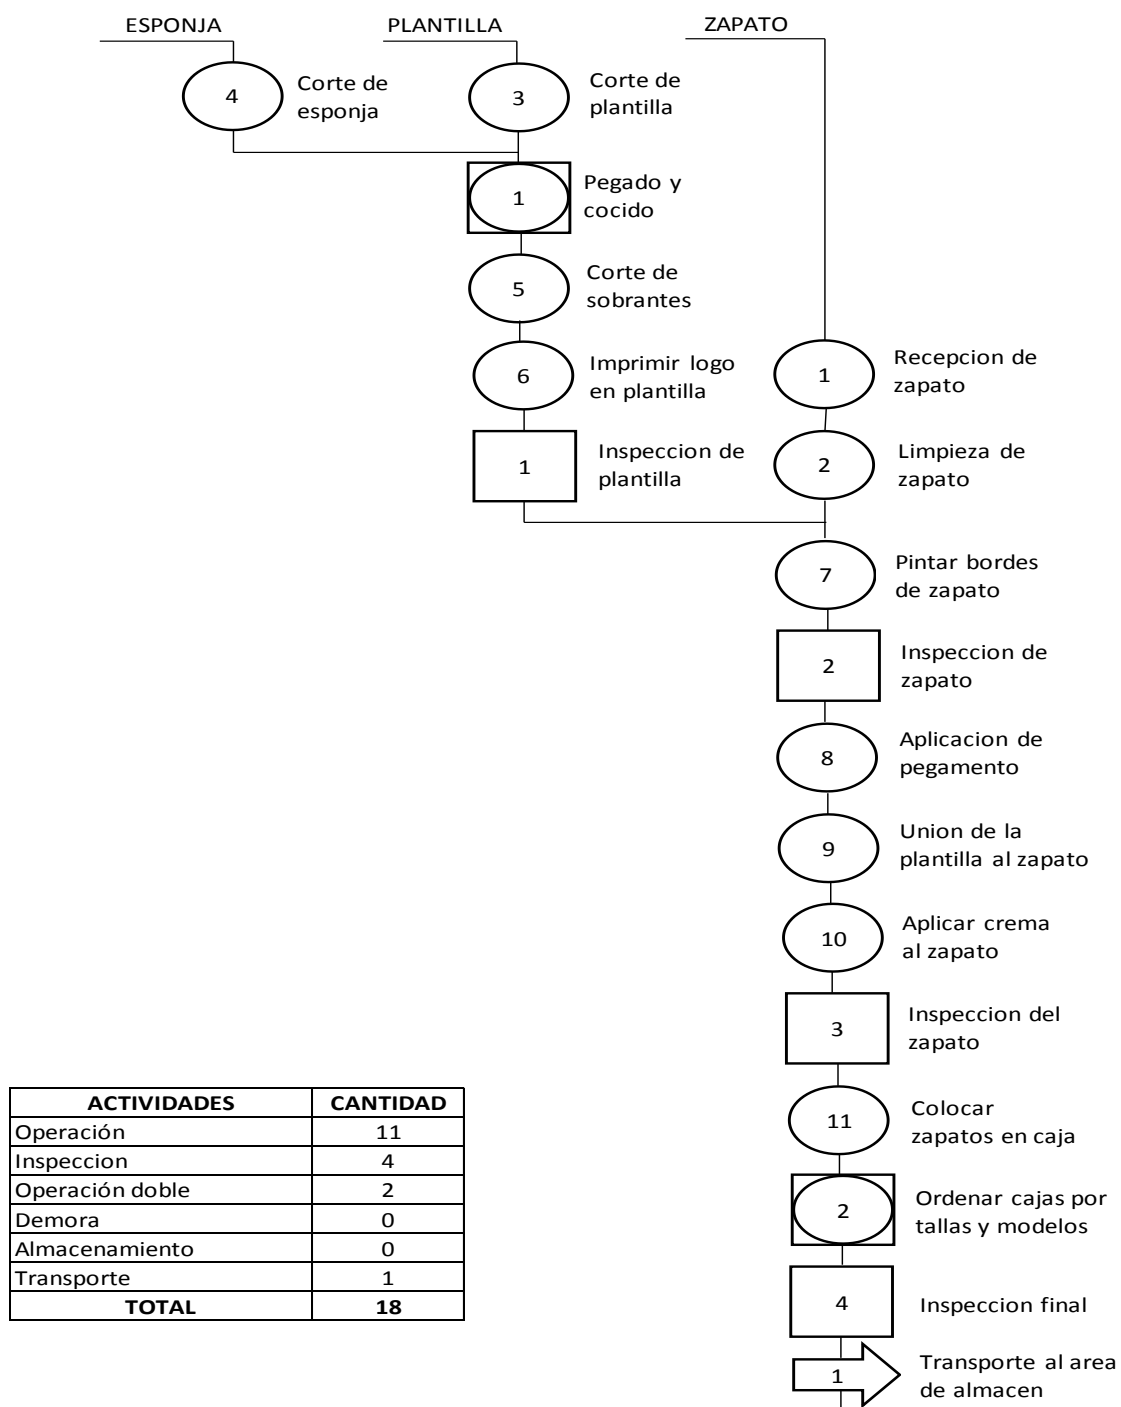 ESPONJA
PLANTILLA
ZAPATO
4
Corte de
esponja
3
Corte de
plantilla
1
Pegado y
cocido
5
Corte de
sobrantes
6
Imprimir logo
en plantilla
1
Recepcion de
zapato
1
Inspeccion de
plantilla
2
Limpieza de
zapato
7
Pintar bordes
de zapato
2
Inspeccion de
zapato
8
Aplicacion de
pegamento
9
Union de la
plantilla al zapato
10
Aplicar crema
al zapato
3
Inspeccion del
zapato
11
Colocar
zapatos en caja
2
Ordenar cajas por
tallas y modelos
4
Inspeccion final
1
Transporte al area
de almacen
ACTIVIDADES CANTIDAD
Operación 11
Inspeccion 4
Operación doble 2
Demora 0
Almacenamiento 0
Transporte 1
TOTAL 18